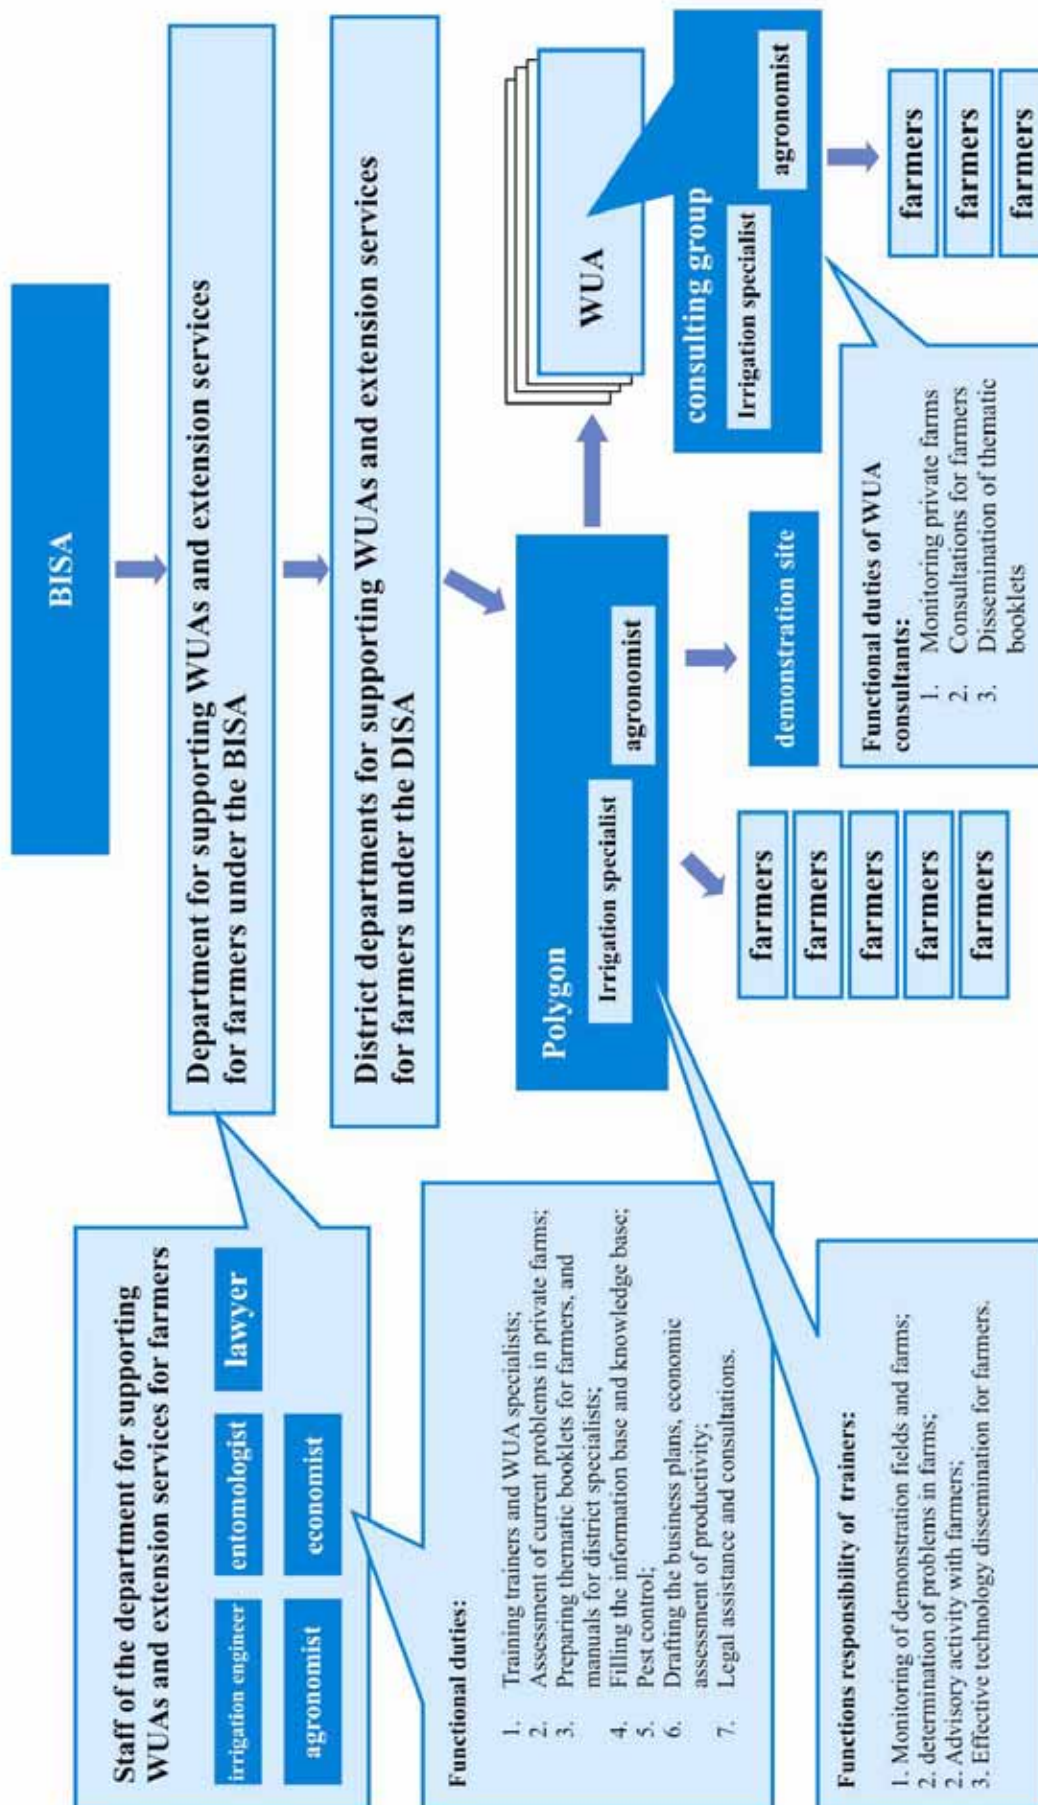 BISA
Department for supporting WUAs and extension services
for farmers under the BISA
District departments for supporting WUAs and extension services
for farmers under the DISA
Staff of the department for supporting
WUAs and extension services for farmers
irrigation engineer
entomologist
lawyer
agronomist
economist
Functional duties:
1. Training trainers and WUA specialists;
2. Assessment of current problems in private farms;
3. Preparing thematic booklets for farmers, and
manuals for district specialists;
4. Filling the information base and knowledge base;
5. Pest control;
6. Drafting the business plans, economic
assessment of productivity;
7. Legal assistance and consultations.
Polygon
Irrigation specialist
agronomist
WUA
consulting group
Irrigation specialist
agronomist
demonstration site
farmers
farmers
farmers
farmers
farmers
farmers
farmers
farmers
Functions responsibility of trainers:
1. Monitoring of demonstration fields and farms;
2. determination of problems in farms;
2. Advisory activity with farmers;
3. Effective technology dissemination for farmers.
Functional duties of WUA
consultants:
1. Monitoring private farms
2. Consultations for farmers
3. Dissemination of thematic
booklets